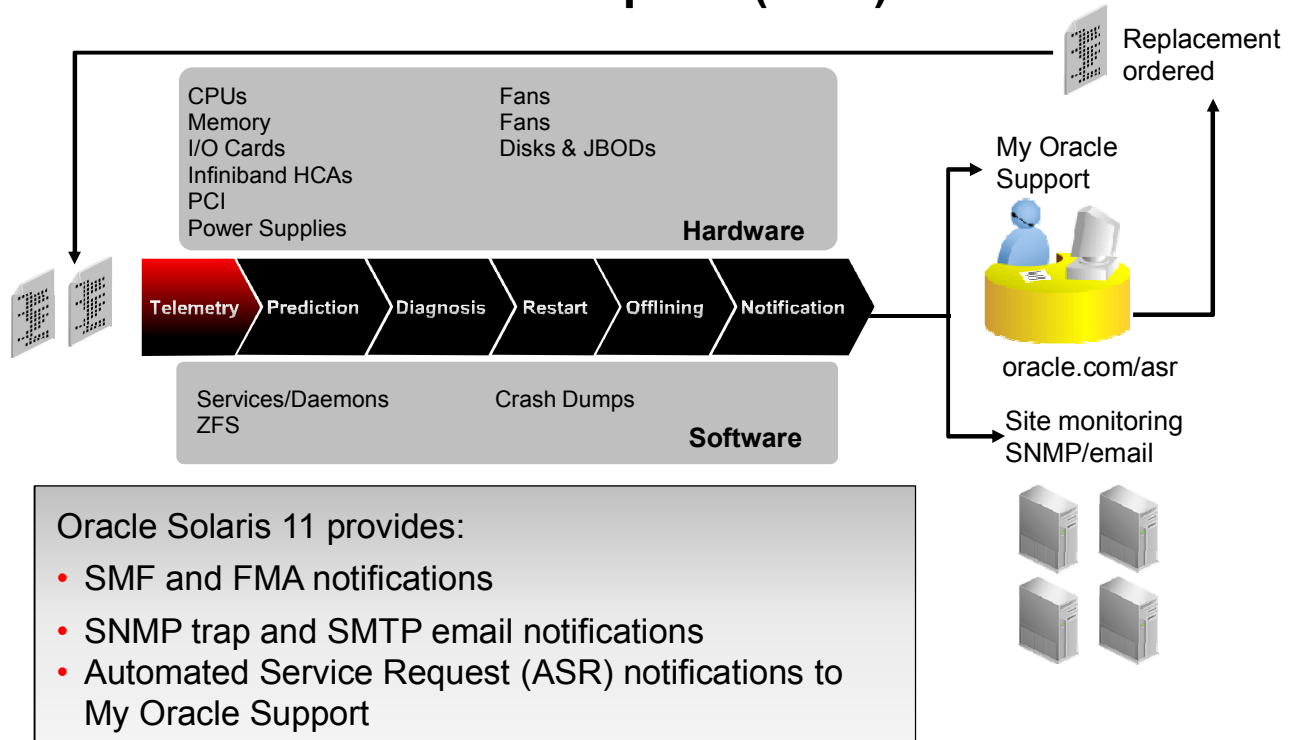 Replacement
ordered
CPUs
Memory
I/O Cards
Infiniband HCAs
PCI
Power Supplies
Fans
Fans
Disks & JBODs
Hardware
My Oracle
Support
Telemetry
Prediction
Diagnosis
Restart
Offlining
Notification
oracle.com/asr
Services/Daemons
ZFS
Crash Dumps
Software
Site monitoring
SNMP/email
Oracle Solaris 11 provides:
• SMF and FMA notifications
• SNMP trap and SMTP email notifications
• Automated Service Request (ASR) notifications to
My Oracle Support